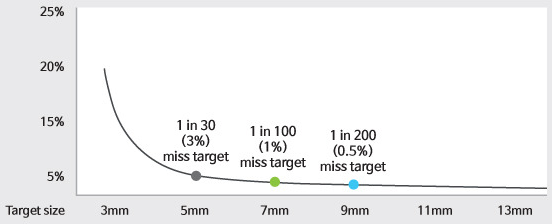 25%
20%
15%
5%
1 in 30
(3%)
miss target
1 in 100
(1%)
miss target
1 in 200
(0.5%)
miss target
Target size 3mm 5mm 7mm 9mm 11mm 13mm